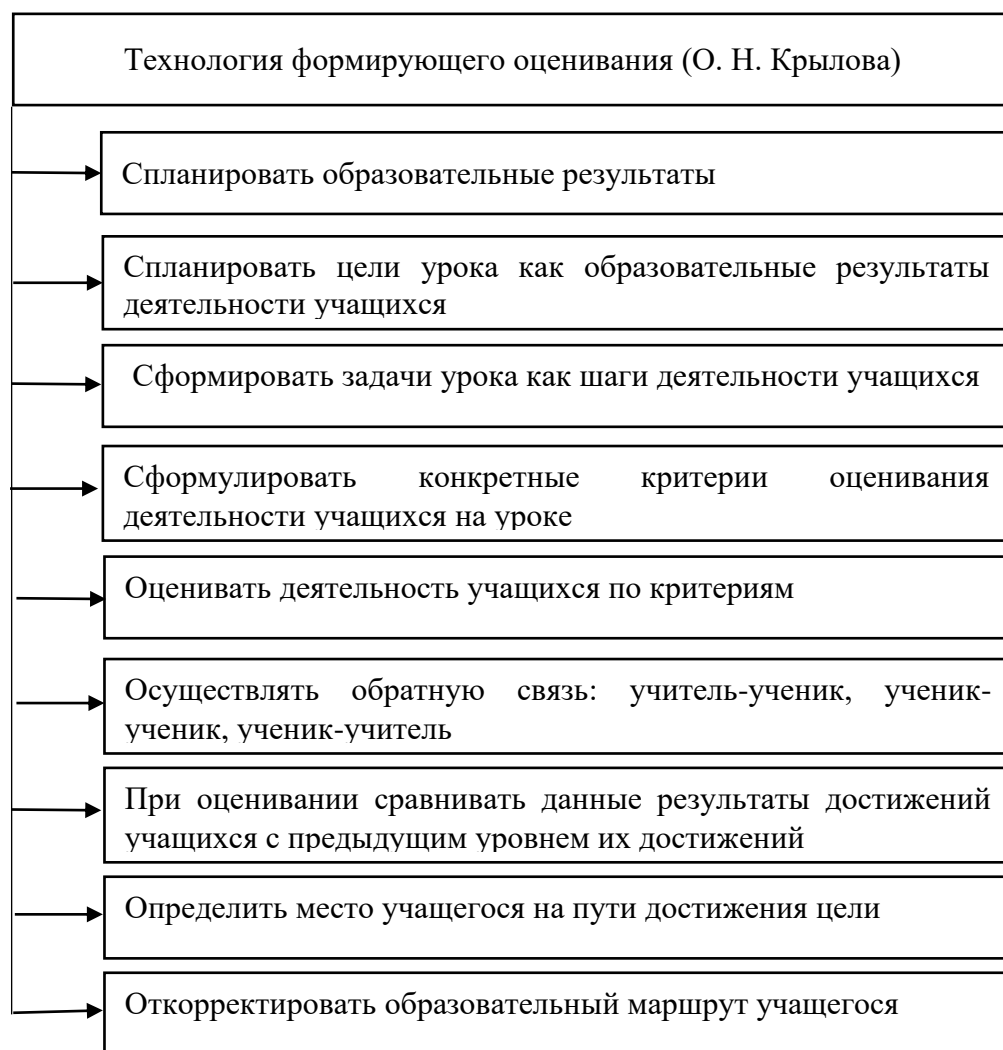 Технология формирующего оценивания (О. Н. Крылова)
Спланировать образовательные результаты
Спланировать цели урока как образовательные результаты
деятельности учащихся
Сформировать задачи урока как шаги деятельности учащихся
Сформулировать конкретные критерии оценивания
деятельности учащихся на уроке
Оценивать деятельность учащихся по критериям
Осуществлять обратную связь: учитель-ученик, ученик-
ученик, ученик-учитель
При оценивании сравнивать данные результаты достижений
учащихся с предыдущим уровнем их достижений
Определить место учащегося на пути достижения цели
Откорректировать образовательный маршрут учащегося